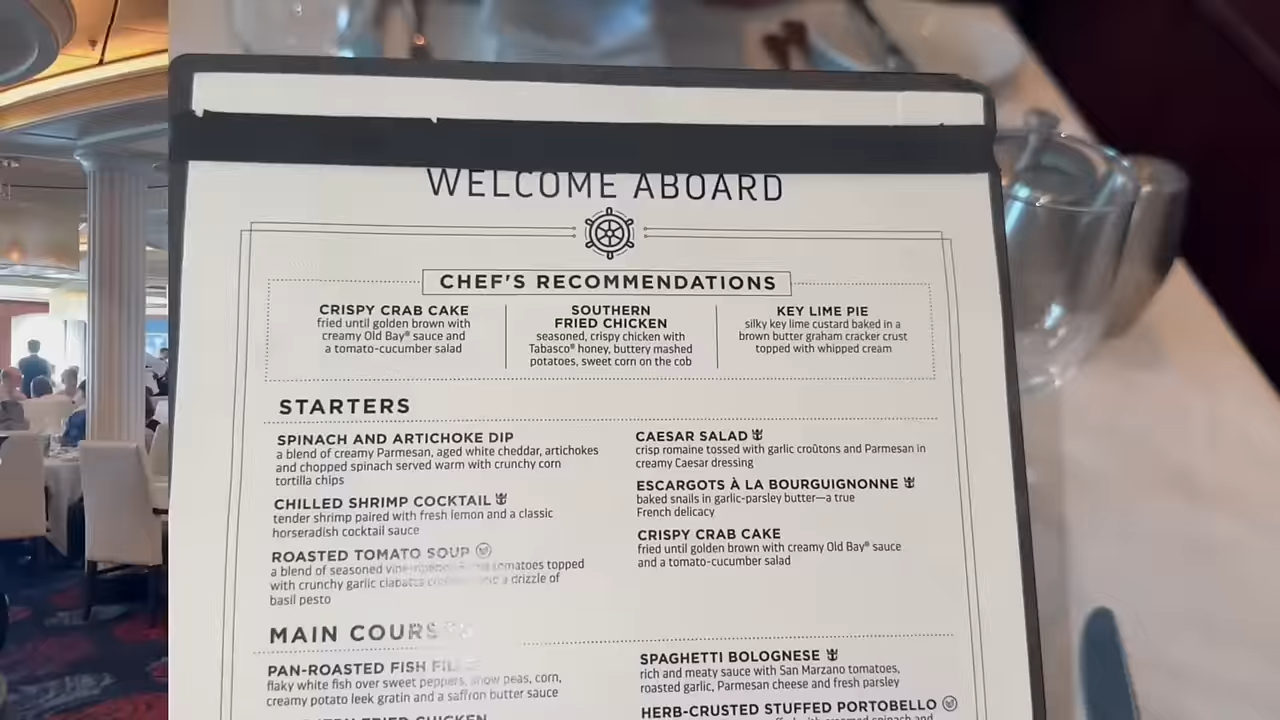 WELCOME ABOARD
CHEF'S RECOMMENDATIONS
CRISPY CRAB CAKE
fried until golden brown with
creamy Old Bay® sauce and
a tomato-cucumber salad
SOUTHERN
FRIED CHICKEN
seasoned, crispy chicken with
Tabasco® honey, buttery mashed
potatoes, sweet corn on the cob
KEY LIME PIE
silky key lime custard baked in a
brown butter graham cracker crust
topped with whipped cream
STARTERS
SPINACH AND ARTICHOKE DIP
a blend of creamy Parmesan, aged white cheddar, artichokes
and chopped spinach served warm with crunchy corn
tortilla chips
CHILLED SHRIMP COCKTAIL
tender shrimp paired with fresh lemon and a classic
horseradish cocktail sauce
ROASTED TOMATO SOUP
a blend of seasoned tomatoes topped
with crunchy garlic ciabatta a drizzle of
basil pesto
CAESAR SALAD
crisp romaine tossed with garlic croûtons and Parmesan in
creamy Caesar dressing
ESCARGOTS À LA BOURGUIGNONNE
baked snails in garlic-parsley butter—a true
French delicacy
CRISPY CRAB CAKE
fried until golden brown with creamy Old Bay® sauce
and a tomato-cucumber salad
MAIN
PAN-ROASTED FISH
flaky white fish over sweet peppers, snow peas, corn,
creamy potato leek gratin and a saffron butter sauce
FRIED CHICKEN
SPAGHETTI BOLOGNESE
rich and meaty sauce with San Marzano tomatoes,
roasted garlic, Parmesan cheese and fresh parsley
HERB-CRUSTED STUFFED PORTOBELLO
with creamed spinach and